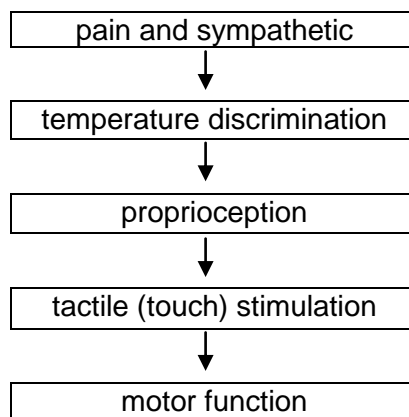 pain and sympathetic
temperature discrimination
proprioception
tactile (touch) stimulation
motor function